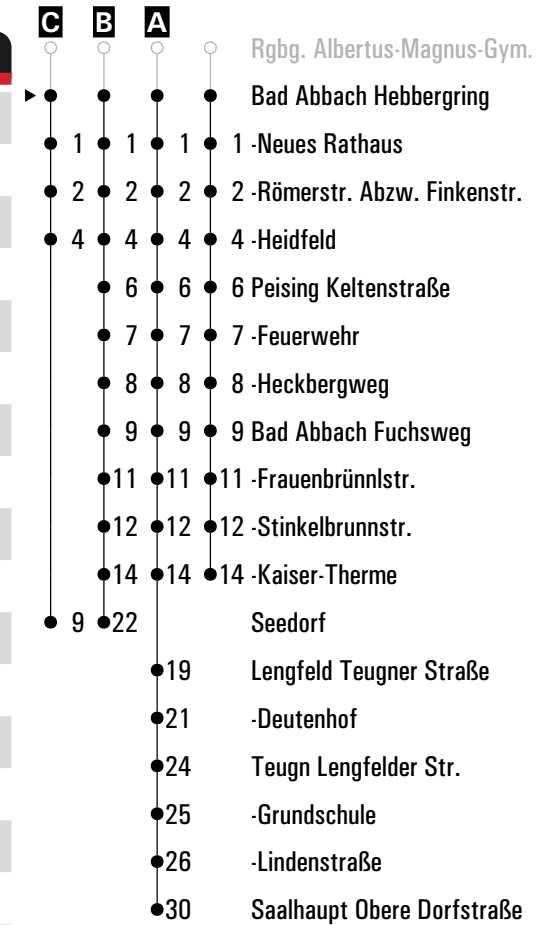 C B A
Rgbg. Albertus-Magnus-Gym.
Bad Abbach Hebbergring
1 1 1 1 -Neues Rathaus
2 2 2 2 -Römerstr. Abzw. Finkenstr.
4 4 4 4 -Heidfeld
6 6 6 Peising Keltenstraße
7 7 7 -Feuerwehr
8 8 8 -Heckbergweg
9 9 9 Bad Abbach Fuchsweg
11 11 11 -Frauenbrünnlstr.
12 12 12 -Stinkelbrunnstr.
14 14 14 -Kaiser-Therme
9 22 Seedorf
19 Lengfeld Teugner Straße
21 -Deutenhof
24 Teugn Lengfelder Str.
25 -Grundschule
26 -Lindenstraße
30 Saalhaupt Obere Dorfstraße